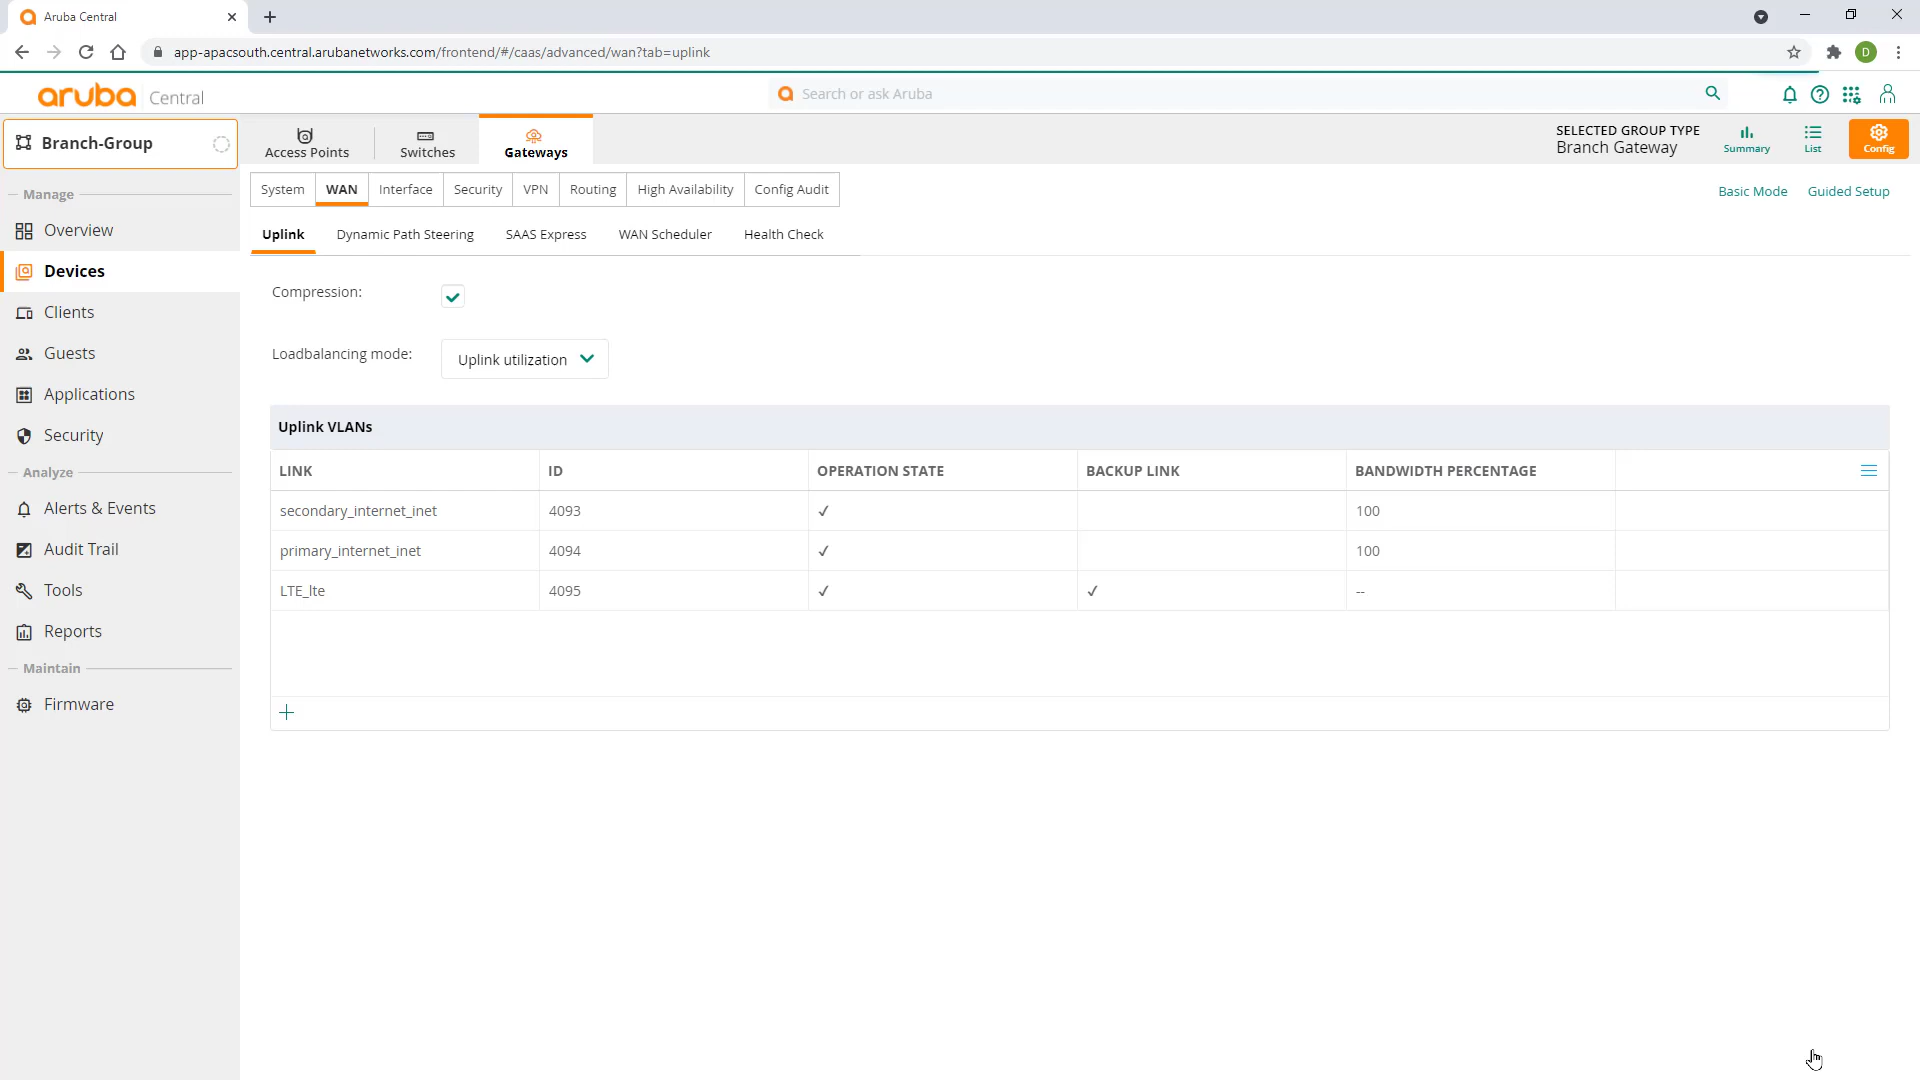 Aruba Central
app-apacsouth.central.arubanetworks.com/frontend/#/caas/advanced/wan?tab=uplink
D
aruba Central
Search or ask Aruba
Branch-Group
Access Points
Switches
Gateways
SELECTED GROUP TYPE
Branch Gateway
Summary
List
Config
Manage
Overview
Devices
Clients
Guests
Applications
Security
Analyze
Alerts & Events
Audit Trail
Tools
Reports
Maintain
Firmware
System WAN Interface Security VPN Routing High Availability Config Audit
Basic Mode Guided Setup
Uplink Dynamic Path Steering SAAS Express WAN Scheduler Health Check
Compression:
Loadbalancing mode: Uplink utilization
Uplink VLANs
LINK ID OPERATION STATE BACKUP LINK BANDWIDTH PERCENTAGE
secondary_internet_inet 4093 ✓ 100
primary_internet_inet 4094 ✓ 100
LTE_lte 4095 ✓ ✓ --